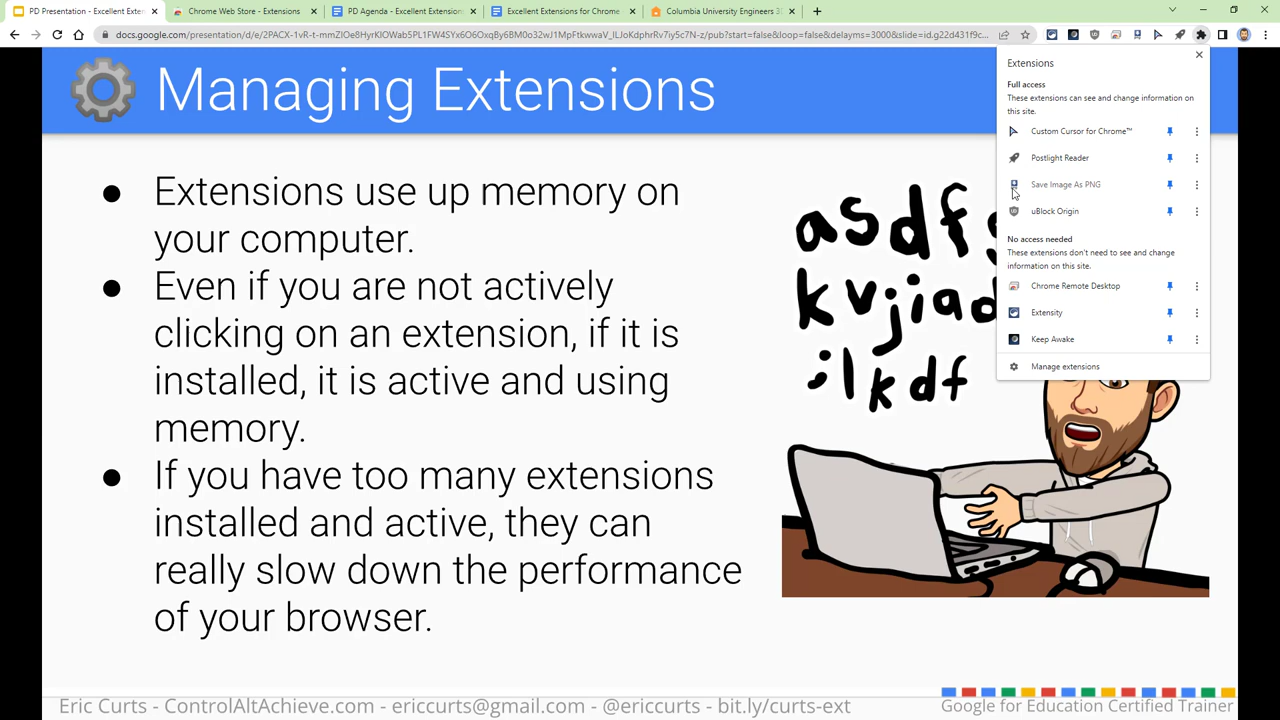 PD Presentation - Excellent Exten
Chrome Web Store - Extensions
PD Agenda - Excellent Extension
Excellent Extensions for Chrome
Columbia University Engineers 3D
Managing Extensions
Extensions
Full access
These extensions can see and change information on
this site.
Custom Cursor for Chrome™
Postlight Reader
Save Image As PNG
uBlock Origin
No access needed
These extensions don't need to see and change
information on this site.
Chrome Remote Desktop
Extensity
Keep Awake
Manage extensions
● Extensions use up memory on
your computer.
● Even if you are not actively
clicking on an extension, if it is
installed, it is active and using
memory.
● If you have too many extensions
installed and active, they can
really slow down the performance
of your browser.
asdfg
kvjiad
;lkdf
Eric Curts - ControlAltAchieve.com - ericcurts@gmail.com - @ericcurts - bit.ly/curts-ext
Google for Education Certified Trainer